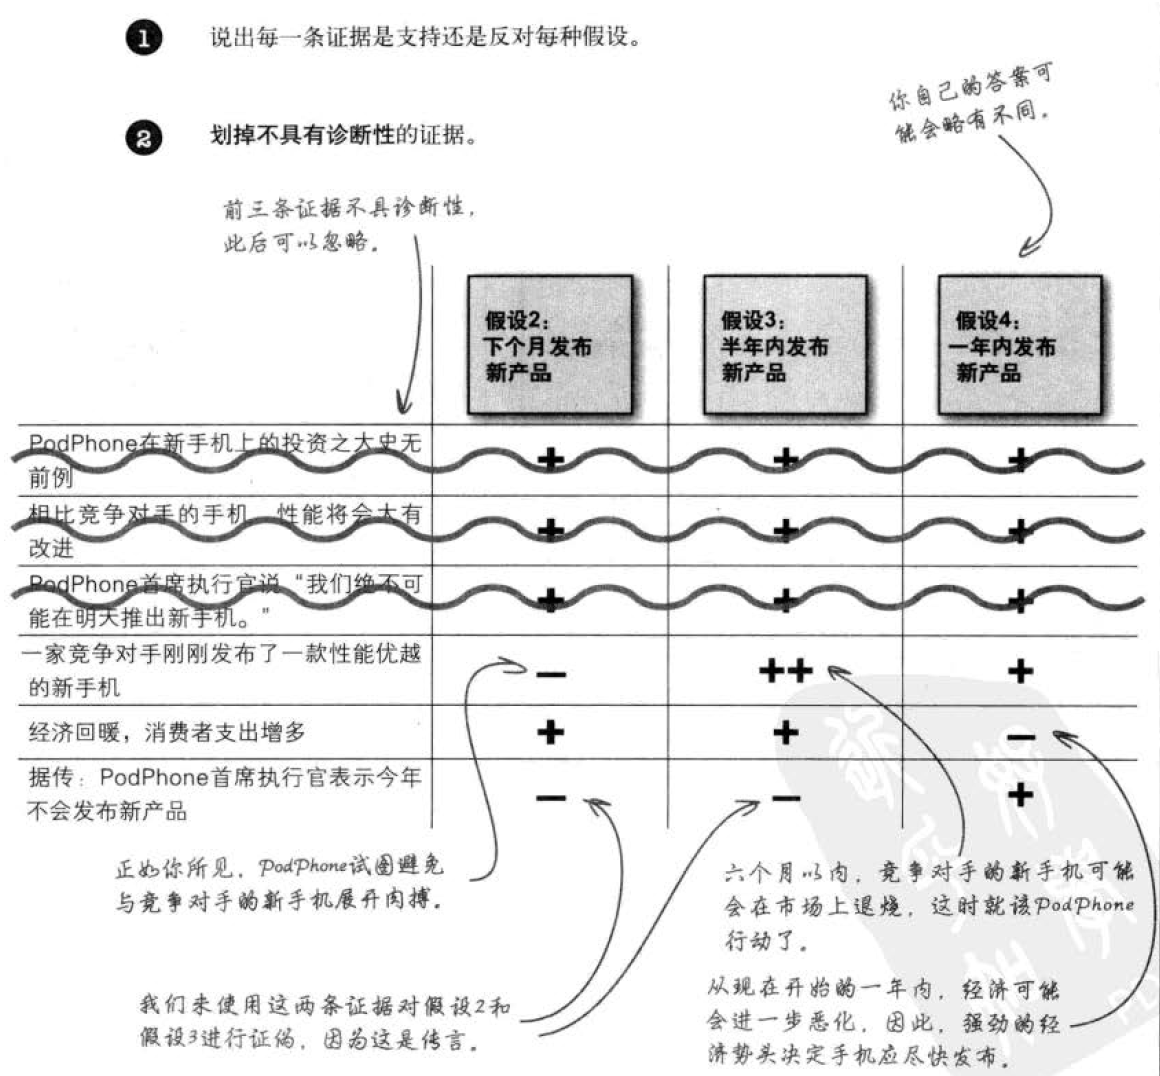 1 说出每一条证据是支持还是反对每种假设。
你自己的答案可
能会略有不同。
2 划掉不具有诊断性的证据。
前三条证据不具诊断性，
此后可以忽略。
假设2：
下个月发布
新产品
假设3：
半年内发布
新产品
假设4：
一年内发布
新产品
PodPhone在新手机上的投资之大史无
前例
+ + +
相比竞争对手的手机，性能将会大有
改进
+ + +
PodPhone首席执行官说“我们绝不可
能在明天推出新手机。”
+ + +
一家竞争对手刚刚发布了一款性能优越
的新手机
— ++ +
经济回暖，消费者支出增多
+ + —
据传：PodPhone首席执行官表示今年
不会发布新产品
— — +
正如你所见，PodPhone试图避免
与竞争对手的新手机展开肉搏。
六个月以内，竞争对手的新手机可能
会在市场上退烧，这时就该PodPhone
行动了。
我们未使用这两条证据对假设2和
假设3进行证伪，因为这是传言。
从现在开始的一年内，经济可能
会进一步恶化，因此，强劲的经
济势头决定手机应尽快发布。